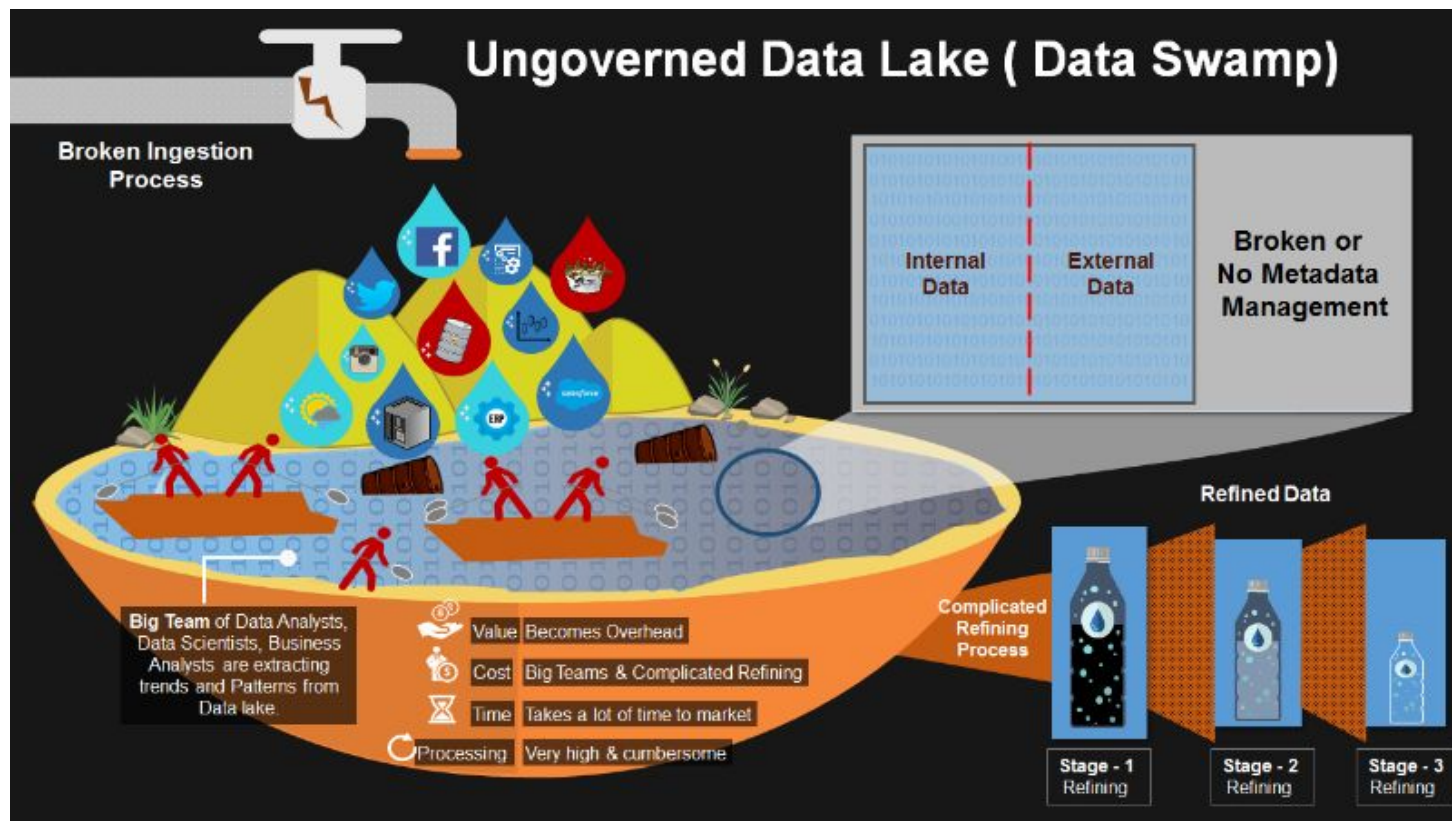 Ungoverned Data Lake ( Data Swamp)
Broken Ingestion
Process
Internal
Data
External
Data
Broken or
No Metadata
Management
f
ERP
salesforce
Refined Data
Complicated
Refining
Process
Big Team of Data Analysts,
Data Scientists, Business
Analysts are extracting
trends and Patterns from
Data lake.
Value Becomes Overhead
Cost Big Teams & Complicated Refining
Time Takes a lot of time to market
Processing Very high & cumbersome
Stage - 1
Refining
Stage - 2
Refining
Stage - 3
Refining